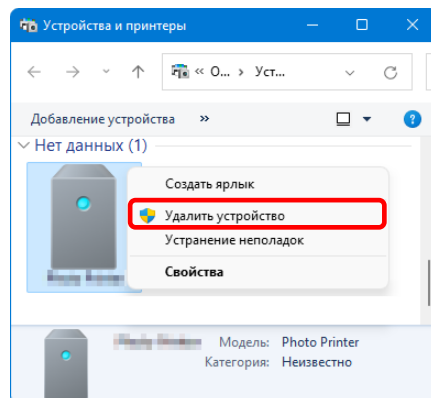 Устройства и принтеры
« О... › Уст...
Добавление устройства »
Нет данных (1)
Создать ярлык
Удалить устройство
Устранение неполадок
Свойства
Модель: Photo Printer
Категория: Неизвестно